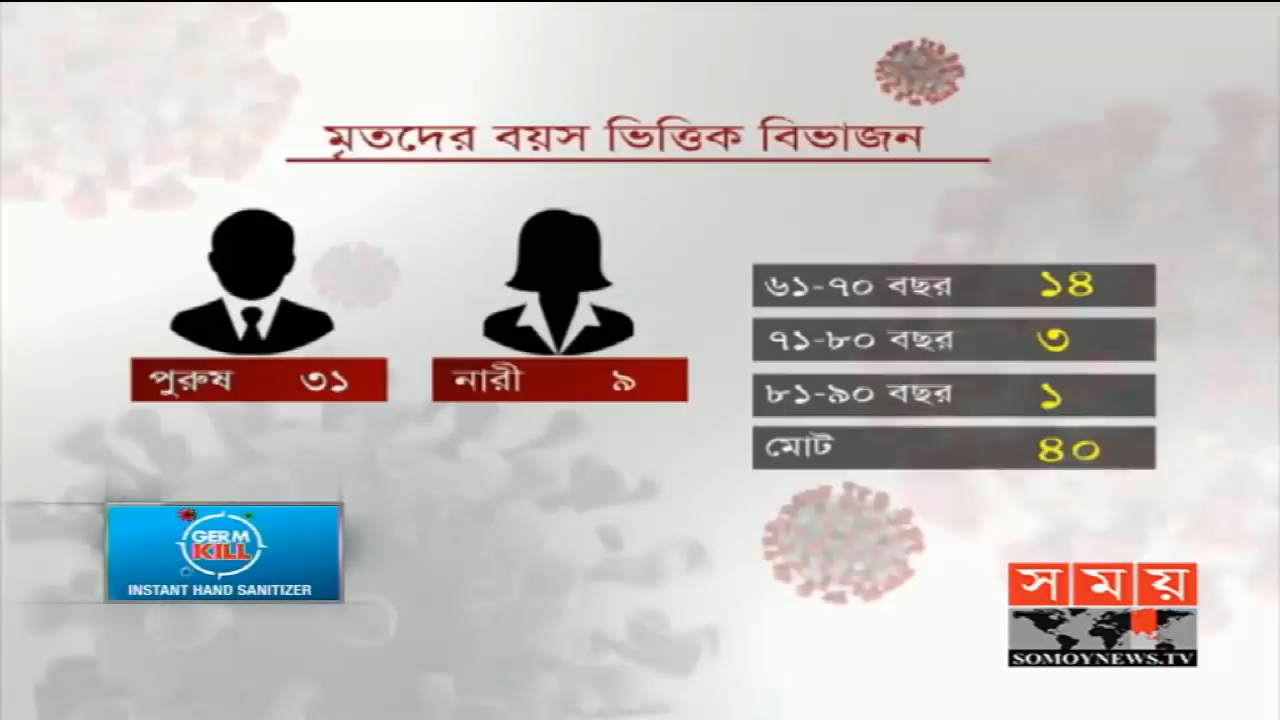 মৃতদের বয়স ভিত্তিক বিভাজন
পুরুষ ৩১
নারী ৯
৬১-৭০ বছর ১৪
৭১-৮০ বছর ৩
৮১-৯০ বছর ১
মোট ৪০
GERM
KILL
INSTANT HAND SANITIZER
সময়
SOMOYNEWS.TV